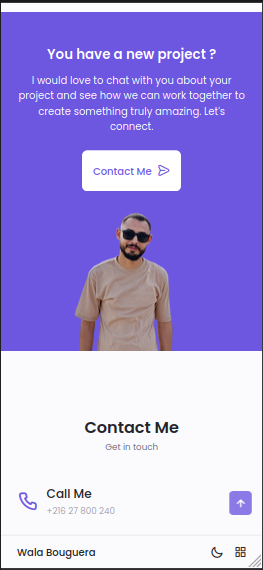 You have a new project ?
I would love to chat with you about your
project and see how we can work together to
create something truly amazing. Let's
connect.
Contact Me
Contact Me
Get in touch
Call Me
+216 27 800 240
Wala Bouguera